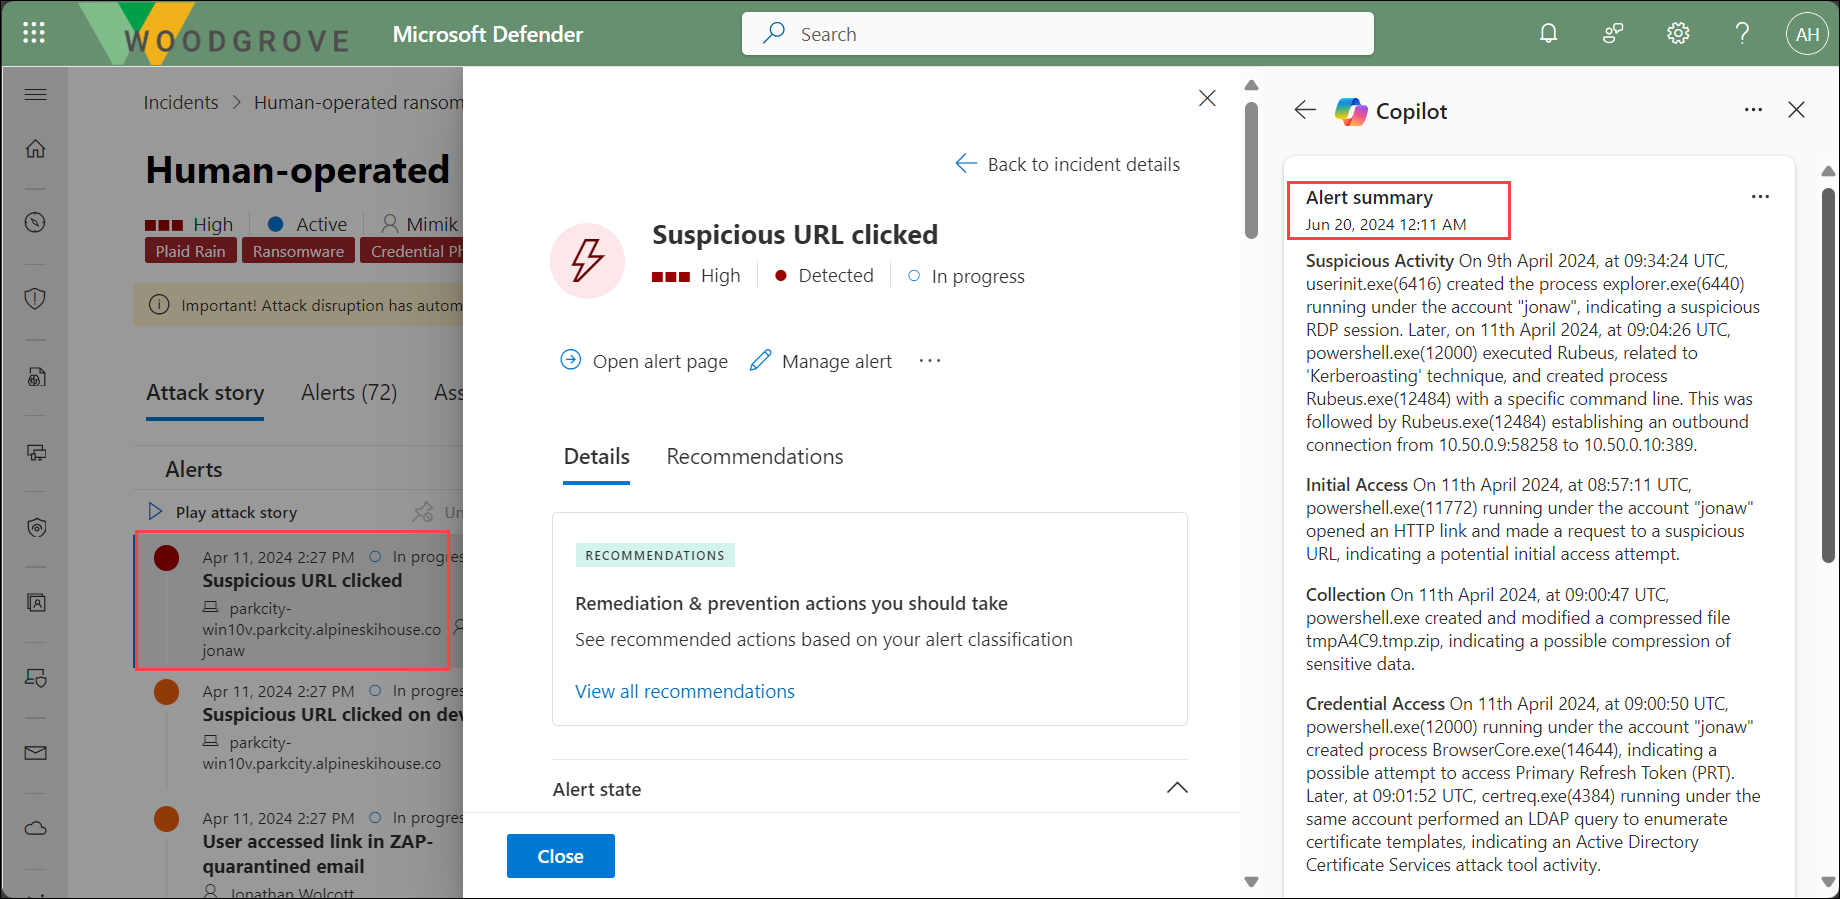 WOODGROVE
Microsoft Defender
Search
AH
Incidents > Human-operated ransom
Human-operated
High
Active
Mimik
Plaid Rain
Ransomware
Credential Ph
Important! Attack disruption has autom
Attack story
Alerts (72)
Ass
Alerts
Play attack story
Un
Apr 11, 2024 2:27 PM In progres
Suspicious URL clicked
parkcity-
win10v.parkcity.alpineskihouse.co
jonaw
Apr 11, 2024 2:27 PM In progres
Suspicious URL clicked on dev
parkcity-
win10v.parkcity.alpineskihouse.co
Apr 11, 2024 2:27 PM In progres
User accessed link in ZAP-
quarantined email
Jonathan Wolcott
Back to incident details
Suspicious URL clicked
High
Detected
In progress
Open alert page
Manage alert
Details
Recommendations
RECOMMENDATIONS
Remediation & prevention actions you should take
See recommended actions based on your alert classification
View all recommendations
Alert state
Close
Copilot
Alert summary
Jun 20, 2024 12:11 AM
Suspicious Activity On 9th April 2024, at 09:34:24 UTC,
userinit.exe(6416) created the process explorer.exe(6440)
running under the account "jonaw", indicating a suspicious
RDP session. Later, on 11th April 2024, at 09:04:26 UTC,
powershell.exe(12000) executed Rubeus, related to
'Kerberoasting' technique, and created process
Rubeus.exe(12484) with a specific command line. This was
followed by Rubeus.exe(12484) establishing an outbound
connection from 10.50.0.9:58258 to 10.50.0.10:389.
Initial Access On 11th April 2024, at 08:57:11 UTC,
powershell.exe(11772) running under the account "jonaw"
opened an HTTP link and made a request to a suspicious
URL, indicating a potential initial access attempt.
Collection On 11th April 2024, at 09:00:47 UTC,
powershell.exe created and modified a compressed file
tmpA4C9.tmp.zip, indicating a possible compression of
sensitive data.
Credential Access On 11th April 2024, at 09:00:50 UTC,
powershell.exe(12000) running under the account "jonaw"
created process BrowserCore.exe(14644), indicating a
possible attempt to access Primary Refresh Token (PRT).
Later, at 09:01:52 UTC, certreq.exe(4384) running under the
same account performed an LDAP query to enumerate
certificate templates, indicating an Active Directory
Certificate Services attack tool activity.